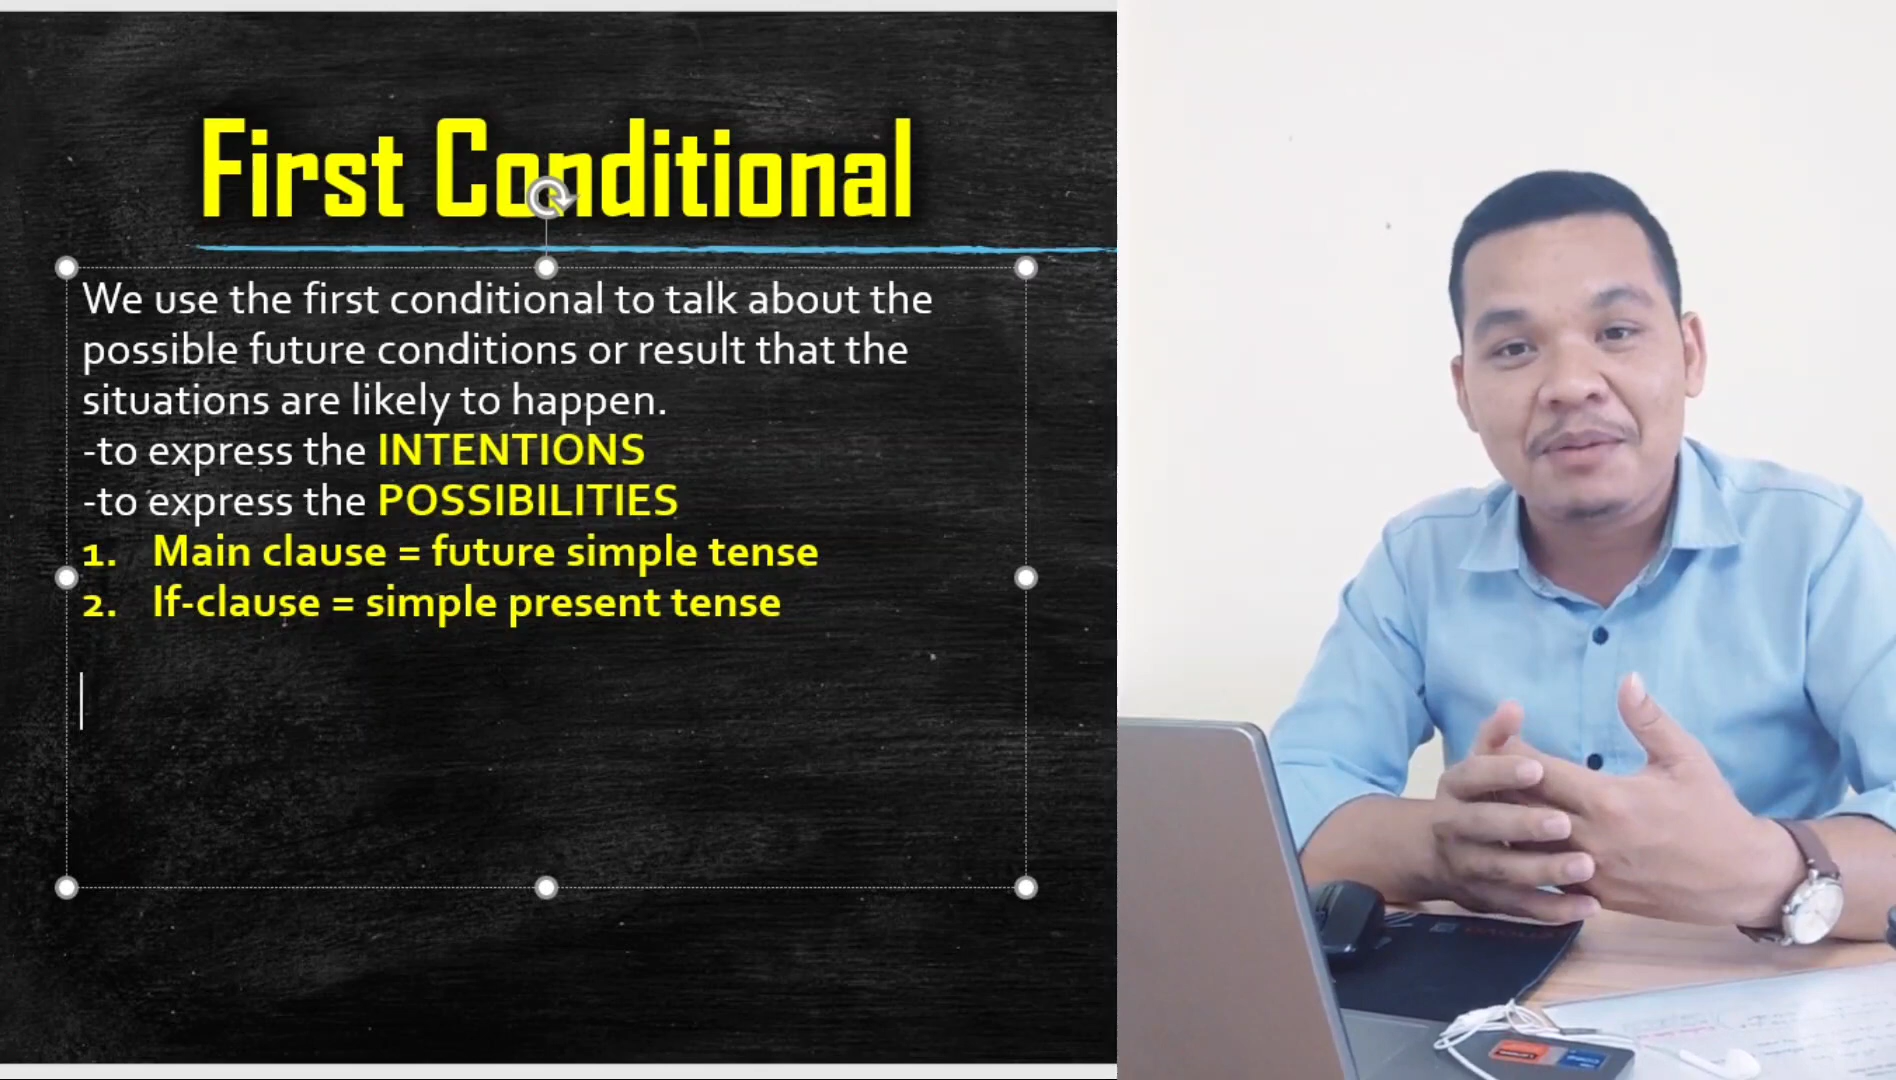 First Conditional
We use the first conditional to talk about the
possible future conditions or result that the
situations are likely to happen.
-to express the INTENTIONS
-to express the POSSIBILITIES
1. Main clause = future simple tense
2. If-clause = simple present tense